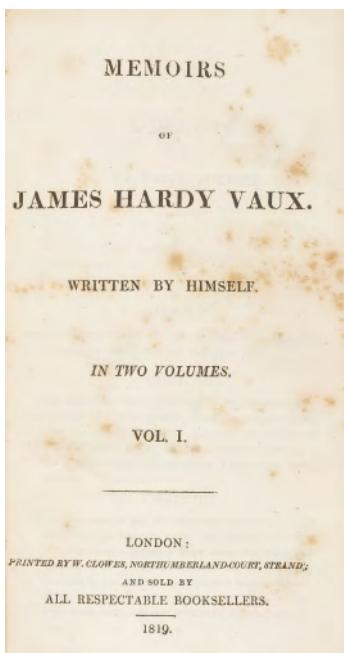 MEMOIRS
OF
JAMES HARDY VAUX.
WRITTEN BY HIMSELF.
IN TWO VOLUMES.
VOL. I.
LONDON:
PRINTED BY W. CLOWES, NORTHUMBERLAND-COURT, STRAND;
AND SOLD BY
ALL RESPECTABLE BOOKSELLERS.
1819.